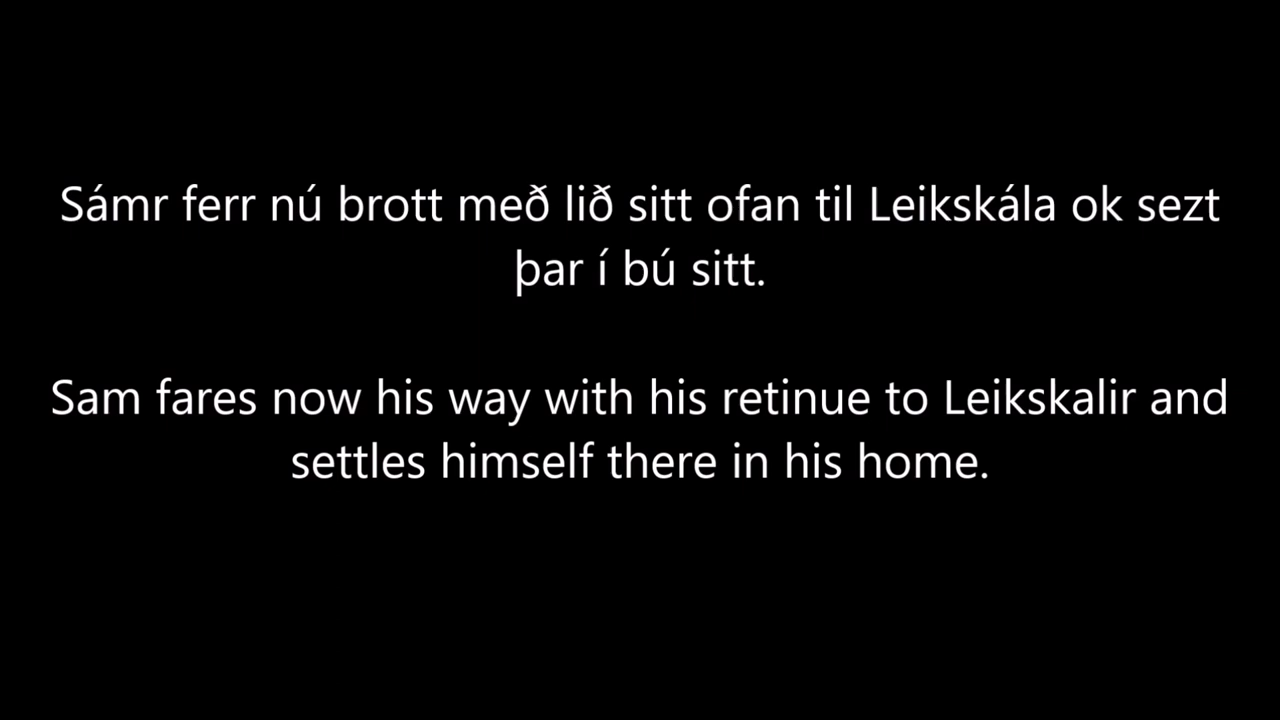 Sámr ferr nú brott með lið sitt ofan til Leikskála ok sezt
þar í bú sitt.
Sam fares now his way with his retinue to Leikskalir and
settles himself there in his home.